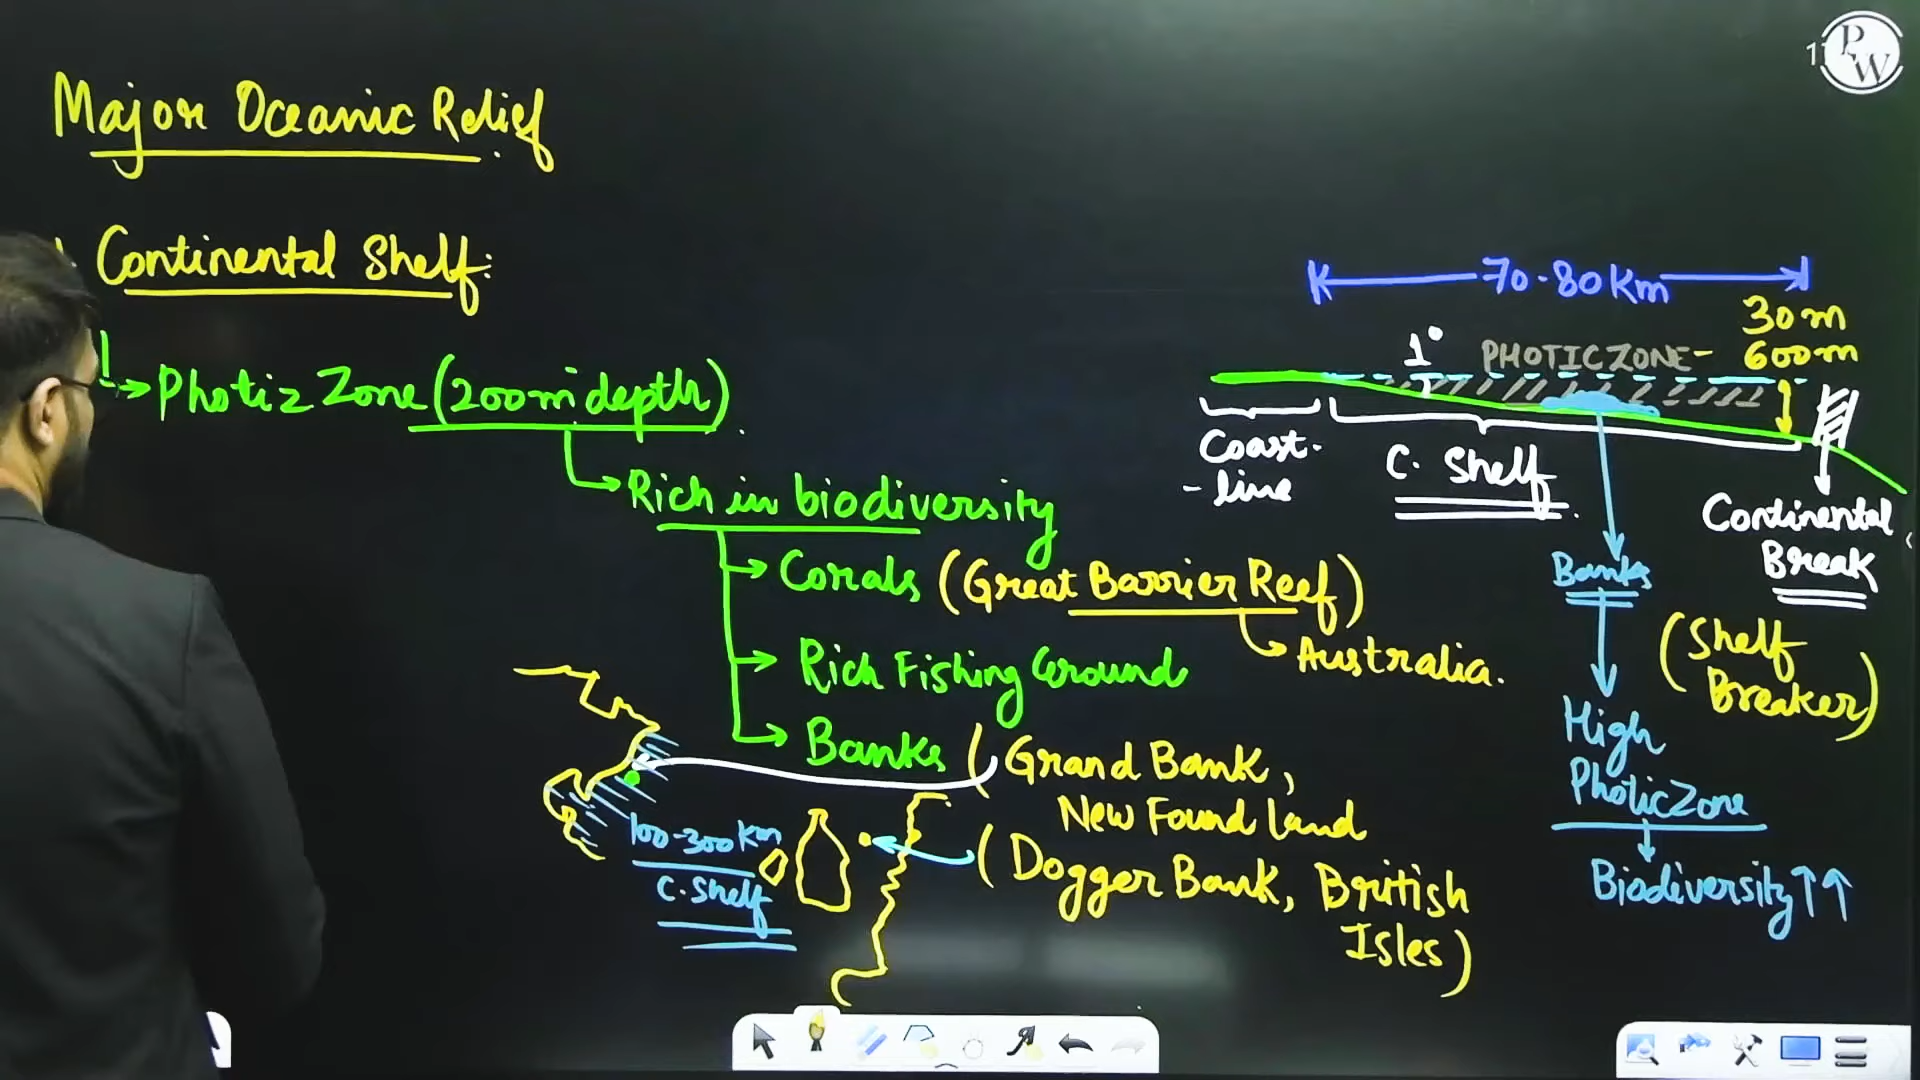 PW
Major Oceanic Relief
Continental Shelf:
→ Photiz Zone (200m depth)
→ Rich in biodiversity
→ Corals (Great Barrier Reef)
→ Australia.
→ Rich Fishing Ground
→ Banks (Grand Bank,
New Found Land
(Dogger Bank, British
Isles)
100-300 Km
C. Shelf
70-80 Km
30m
1° PHOTIC ZONE- 600m
Coast-
-line
C. Shelf
Continental
Break
(Shelf
Breaker)
Banks
High
Photic Zone
Biodiversity ↑↑